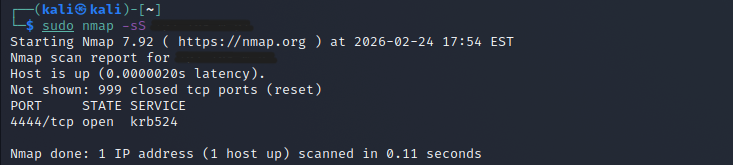 ┌──(kali㉿kali)-[~]
└─$ sudo nmap -sS
Starting Nmap 7.92 ( https://nmap.org ) at 2026-02-24 17:54 EST
Nmap scan report for
Host is up (0.0000020s latency).
Not shown: 999 closed tcp ports (reset)
PORT     STATE SERVICE
4444/tcp open  krb524
Nmap done: 1 IP address (1 host up) scanned in 0.11 seconds